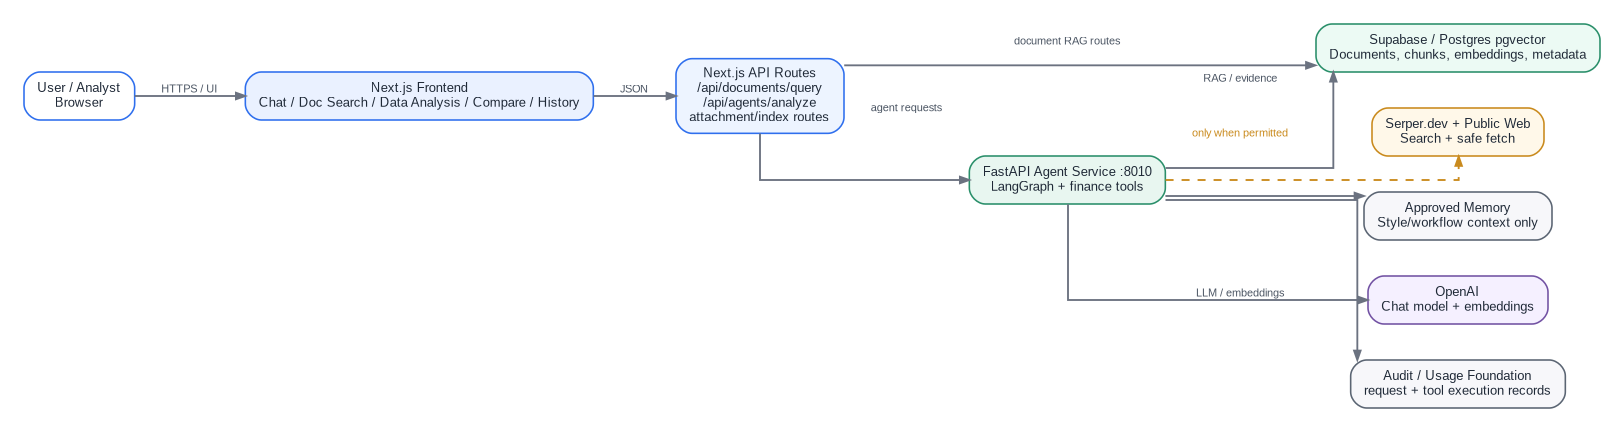 User / Analyst
Browser
HTTPS / UI
Next.js Frontend
Chat / Doc Search / Data Analysis / Compare / History
JSON
Next.js API Routes
/api/documents/query
/api/agents/analyze
attachment/index routes
document RAG routes
agent requests
FastAPI Agent Service :8010
LangGraph + finance tools
Supabase / Postgres pgvector
Documents, chunks, embeddings, metadata
RAG / evidence
only when permitted
Serper.dev + Public Web
Search + safe fetch
Approved Memory
Style/workflow context only
LLM / embeddings
OpenAI
Chat model + embeddings
Audit / Usage Foundation
request + tool execution records